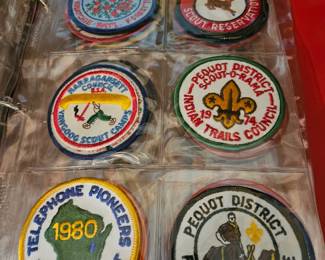 SCOUT RESERVATION
NARRAGANSETT
COUNCIL
B.S.A.
YAWGOOG SCOUT CAMPS
PEQUOT DISTRICT
SCOUT-O-RAMA
19 74
INDIAN TRAILS COUNCIL
TELEPHONE PIONEERS
1980
PEQUOT DISTRICT